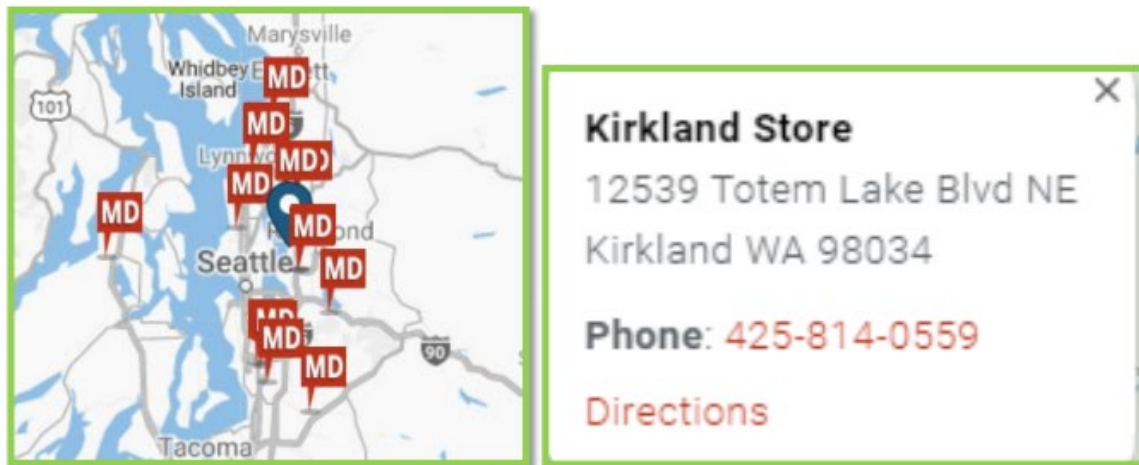 Marysville
Whidbey
Island
MD
101
MD
Lynnw
MD
MD
MD
MD
Seattle
MD
MD
MD
90
MD
Tacoma
Kirkland Store
12539 Totem Lake Blvd NE
Kirkland WA 98034
Phone: 425-814-0559
Directions